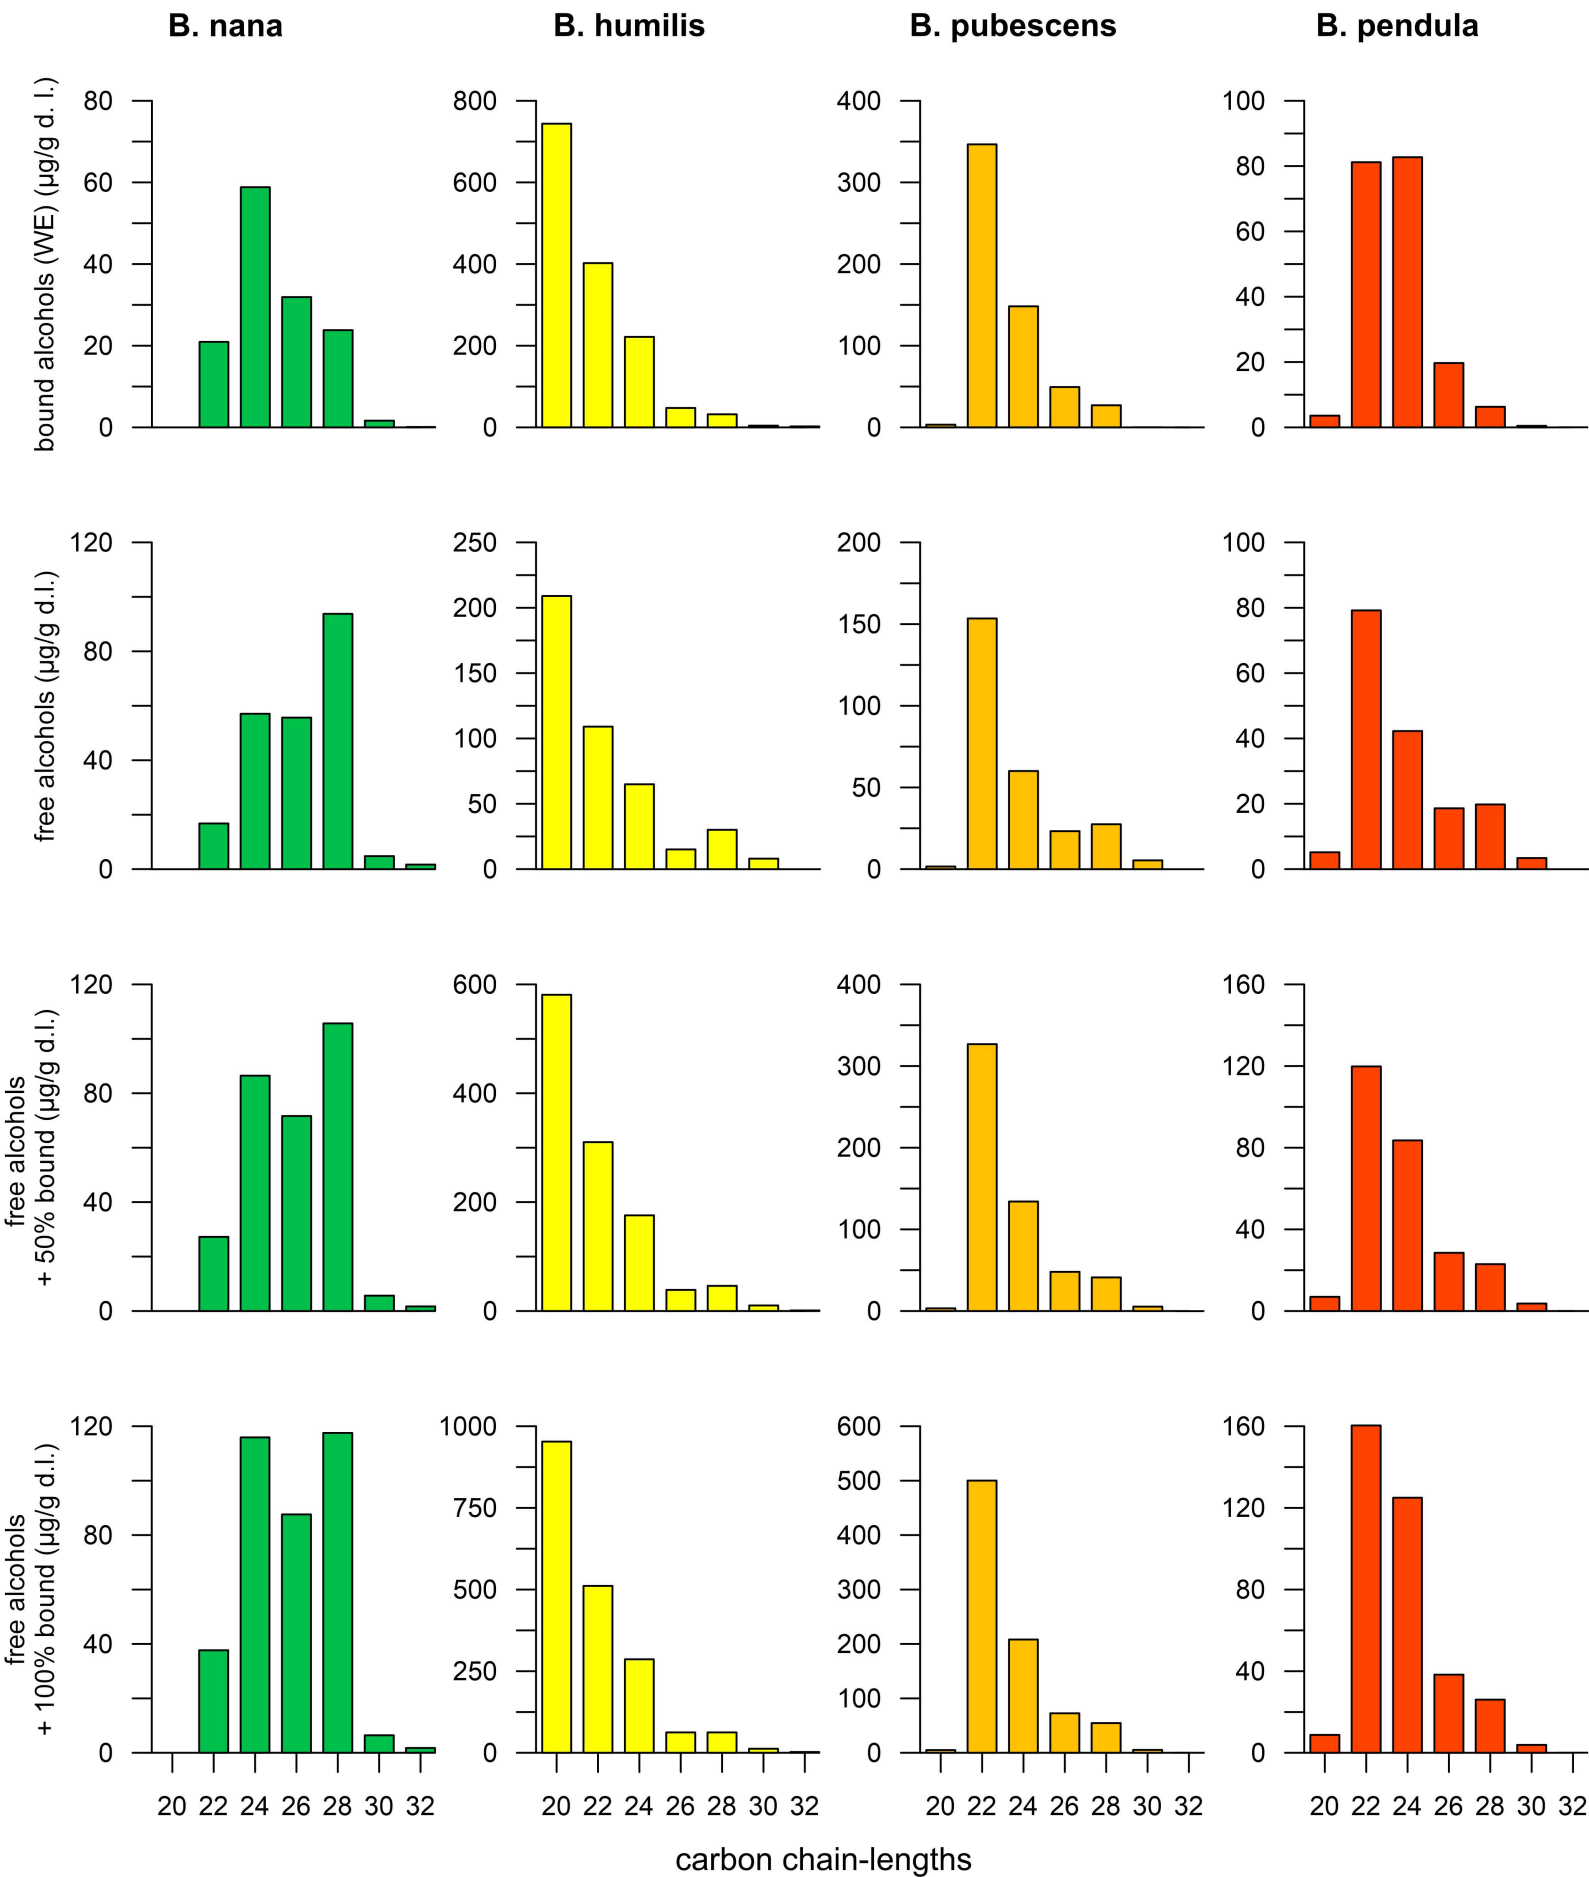 B. nana B. humilis B. pubescens B. pendula
bound alcohols (WE) (µg/g d. l.)
80 60 40 20 0
800 600 400 200 0
400 300 200 100 0
100 80 60 40 20 0
free alcohols (µg/g d.l.)
120 80 40 0
250 200 150 100 50 0
200 150 100 50 0
100 80 60 40 20 0
free alcohols
+ 50% bound (µg/g d.l.)
120 80 40 0
600 400 200 0
400 300 200 100 0
160 120 80 40 0
free alcohols
+ 100% bound (µg/g d.l.)
120 80 40 0
1000 750 500 250 0
600 500 400 300 200 100 0
160 120 80 40 0
20 22 24 26 28 30 32 20 22 24 26 28 30 32 20 22 24 26 28 30 32 20 22 24 26 28 30 32
carbon chain-lengths